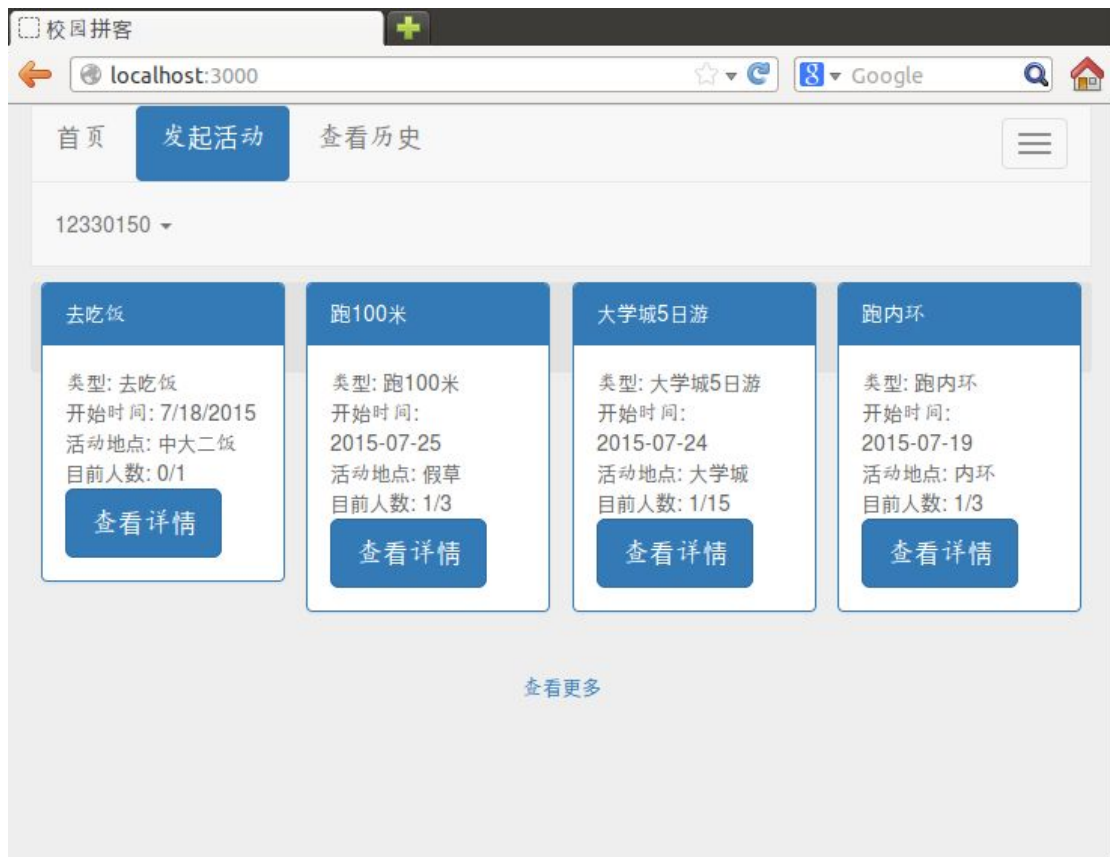 校园拼客
localhost:3000
Google
首页 发起活动 查看历史
12330150
去吃饭
类型: 去吃饭
开始时间: 7/18/2015
活动地点: 中大二饭
目前人数: 0/1
查看详情
跑100米
类型: 跑100米
开始时间:
2015-07-25
活动地点: 假草
目前人数: 1/3
查看详情
大学城5日游
类型: 大学城5日游
开始时间:
2015-07-24
活动地点: 大学城
目前人数: 1/15
查看详情
跑内环
类型: 跑内环
开始时间:
2015-07-19
活动地点: 内环
目前人数: 1/3
查看详情
查看更多